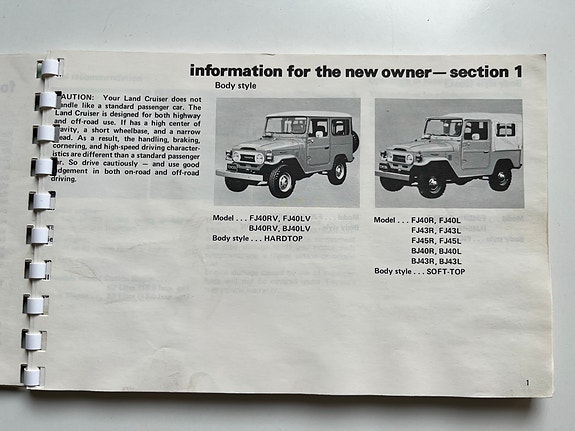 information for the new owner — section 1
Body style
CAUTION: Your Land Cruiser does not
handle like a standard passenger car. The
Land Cruiser is designed for both highway
and off-road use. It has a high center of
gravity, a short wheelbase, and a narrow
tread. As a result, the handling, braking,
cornering, and high-speed driving character-
istics are different than a standard passenger
car. So drive cautiously — and use good
judgement in both on-road and off-road
driving.
Model . . . FJ40RV, FJ40LV
BJ40RV, BJ40LV
Body style . . . HARDTOP
Model . . . FJ40R, FJ40L
FJ43R, FJ43L
FJ45R, FJ45L
BJ40R, BJ40L
BJ43R, BJ43L
Body style . . . SOFT-TOP
1